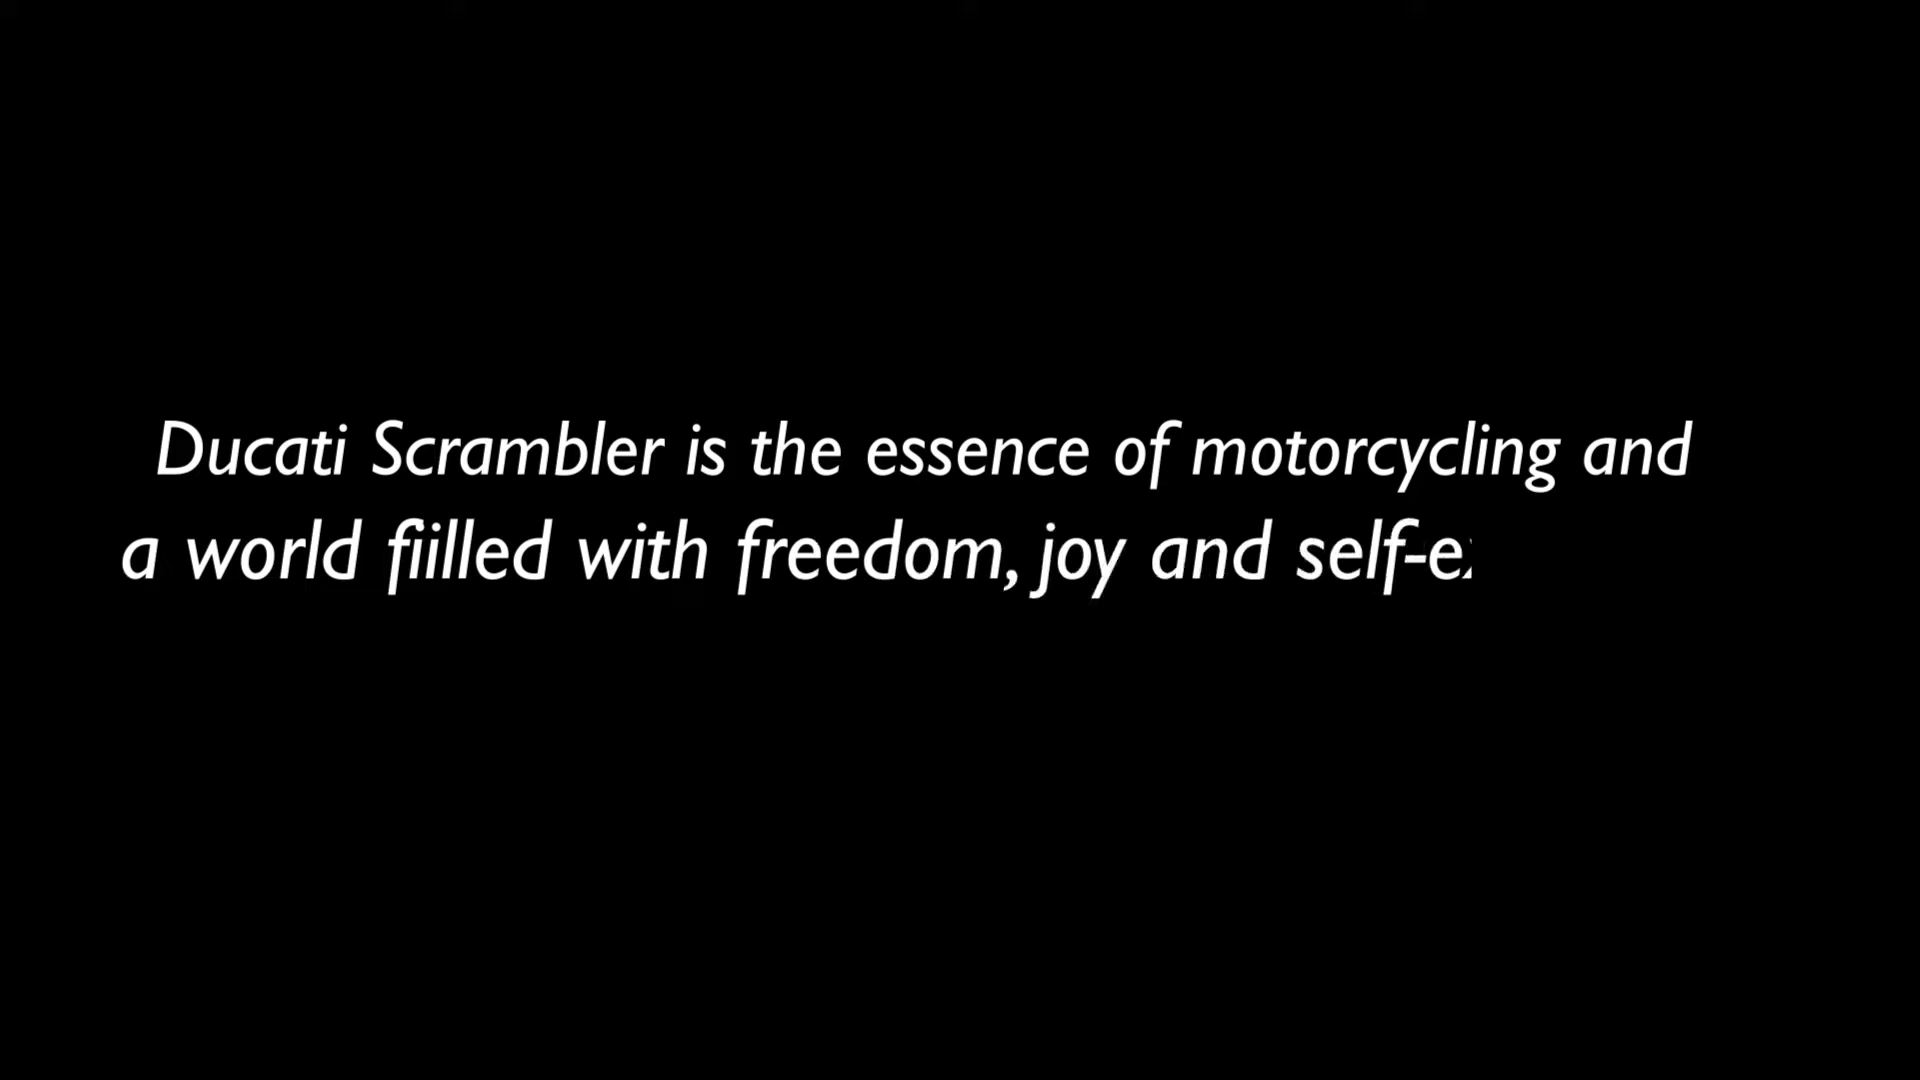 Ducati Scrambler is the essence of motorcycling and
a world fiilled with freedom, joy and self-e